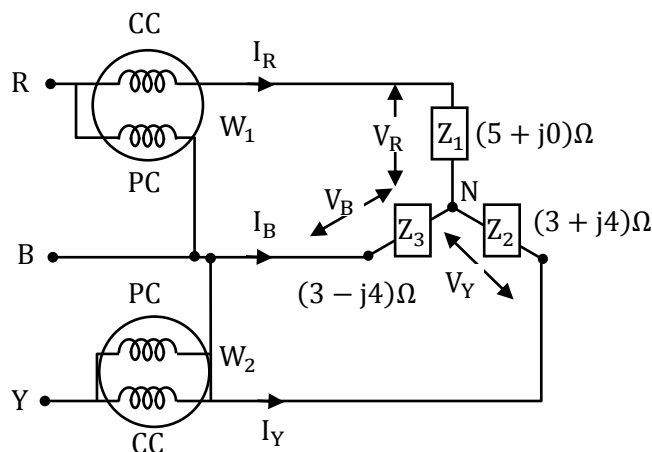 CC
I_R
R
W_1
V_R
Z_1 (5 + j0)Ω
PC
N
V_B
I_B
Z_3
Z_2
(3 + j4)Ω
B
PC
(3 − j4)Ω
V_Y
W_2
Y
CC
I_Y